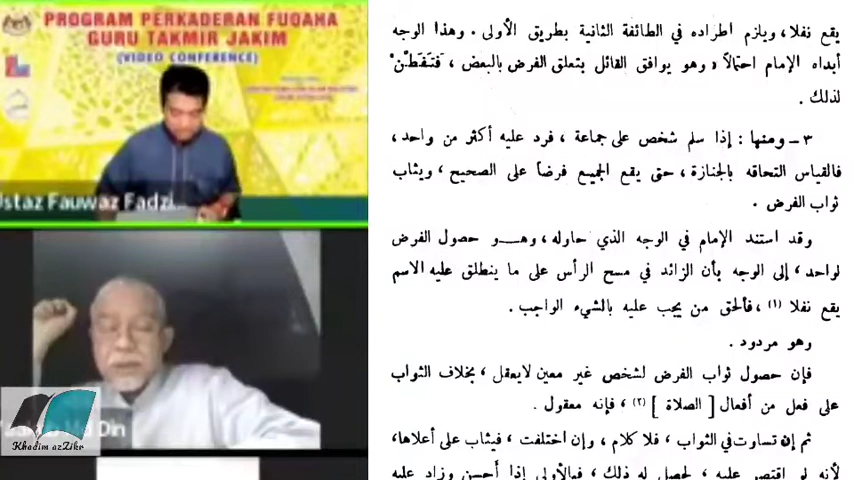 PROGRAM PERKADERAN FUQAHA
GURU TAKMIR JAKIM
(VIDEO CONFERENCE)
Ustaz Fauwaz Fadzi...
Din
Khadim azZikr
يقع نفلا، ويلزم اطراده في الطائفة الثانية بطريق الأولى. وهذا الوجه
أبداه الإمام احتمالاً، وهو يوافق القائل بتعلق الفرض بالبعض، فَتَفَطَّنْ
لذلك.
٣ـ ومنها: إذا سلم شخص على جماعة، فرد عليه أكثر من واحد،
فالقياس التحاقه بالجنازة، حتى يقع الجميع فرضاً على الصحيح، ويثاب
ثواب الفرض.
وقد استند الإمام في الوجه الذي حاوله، وهــو حصول الفرض
لواحد، إلى الوجه بأن الزائد في مسح الرأس على ما ينطلق عليه الاسم
يقع نفلا (١)، فألحق من يجب عليه بالشيء الواجب.
وهو مردود.
فإن حصول ثواب الفرض لشخص غير معين لايعقل، بخلاف الثواب
على فعل من أفعال [ الصلاة ] (٢)، فإنه معقول.
ثم إن تساوت في الثواب، فلا كلام، وإن اختلفت، فيثاب على أعلاها،
لأنه لو اقتصر عليه، لحصل له ذلك، فبالأولى إذا أحسن وزاد عليه